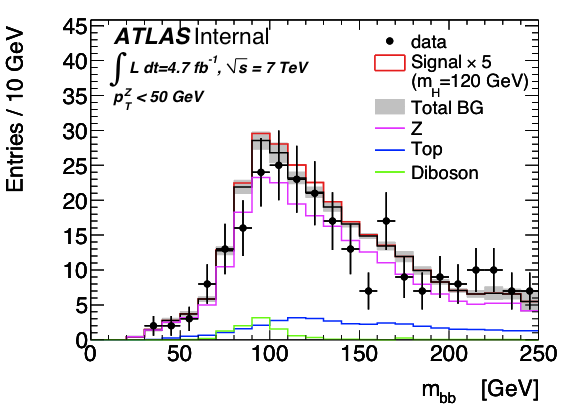 ATLAS Internal
∫ L dt=4.7 fb⁻¹, √s = 7 TeV
p_T^Z < 50 GeV
data
Signal × 5
(m_H=120 GeV)
Total BG
Z
Top
Diboson
Entries / 10 GeV
45
40
35
30
25
20
15
10
5
0
0 50 100 150 200 250
m_bb [GeV]